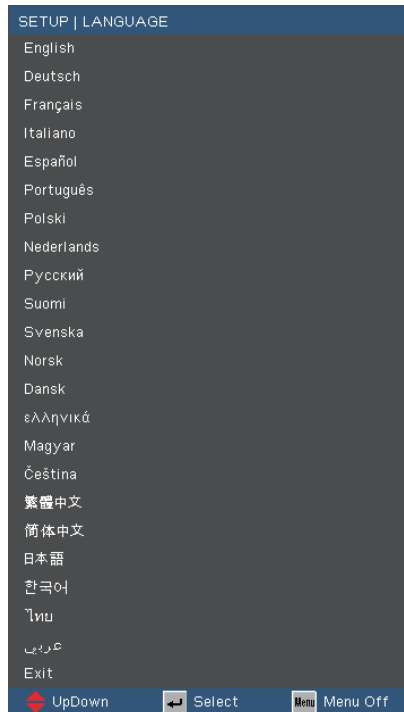 SETUP | LANGUAGE
English
Deutsch
Français
Italiano
Español
Português
Polski
Nederlands
Русский
Suomi
Svenska
Norsk
Dansk
ελληνικά
Magyar
Čeština
繁體中文
简体中文
日本語
한국어
ไทย
عربي
Exit
UpDown Select Menu Menu Off